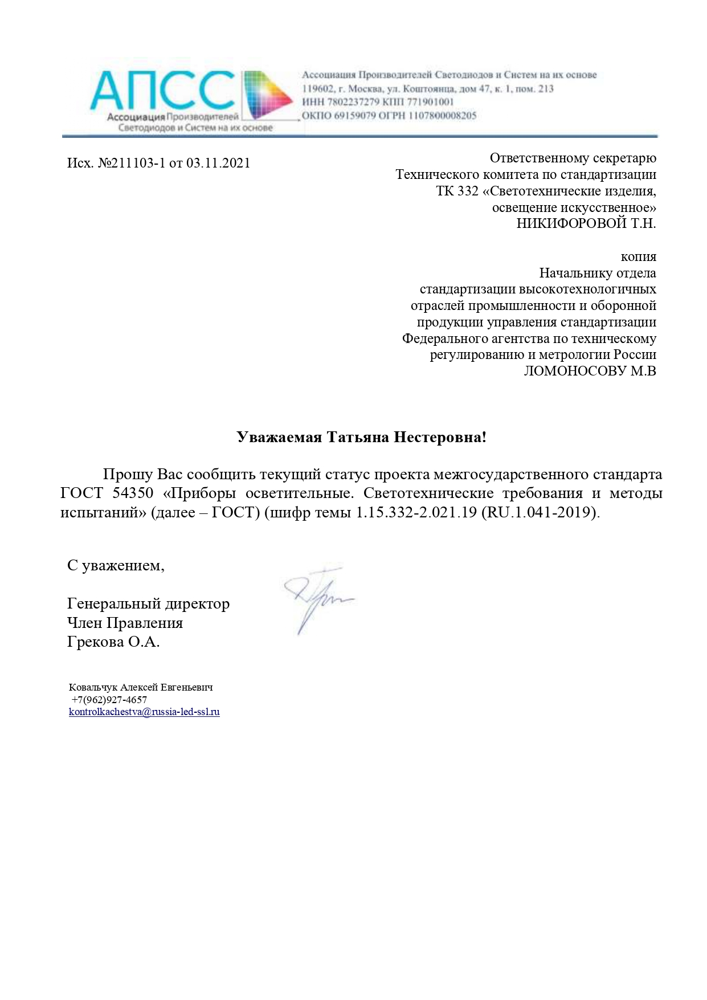 АПСС
Ассоциация Производителей
Светодиодов и Систем на их основе
Ассоциация Производителей Светодиодов и Систем на их основе
119602, г. Москва, ул. Коштоянца, дом 47, к. 1, пом. 213
ИНН 7802237279 КПП 771901001
ОКПО 69159079 ОГРН 1107800008205
Исх. №211103-1 от 03.11.2021
Ответственному секретарю
Технического комитета по стандартизации
ТК 332 «Светотехнические изделия,
освещение искусственное»
НИКИФОРОВОЙ Т.Н.
копия
Начальнику отдела
стандартизации высокотехнологичных
отраслей промышленности и оборонной
продукции управления стандартизации
Федерального агентства по техническому
регулированию и метрологии России
ЛОМОНОСОВУ М.В
Уважаемая Татьяна Нестеровна!
Прошу Вас сообщить текущий статус проекта межгосударственного стандарта
ГОСТ 54350 «Приборы осветительные. Светотехнические требования и методы
испытаний» (далее – ГОСТ) (шифр темы 1.15.332-2.021.19 (RU.1.041-2019).
С уважением,
Генеральный директор
Член Правления
Грекова О.А.
Ковальчук Алексей Евгеньевич
+7(962)927-4657
kontrolkachestva@russia-led-ssl.ru